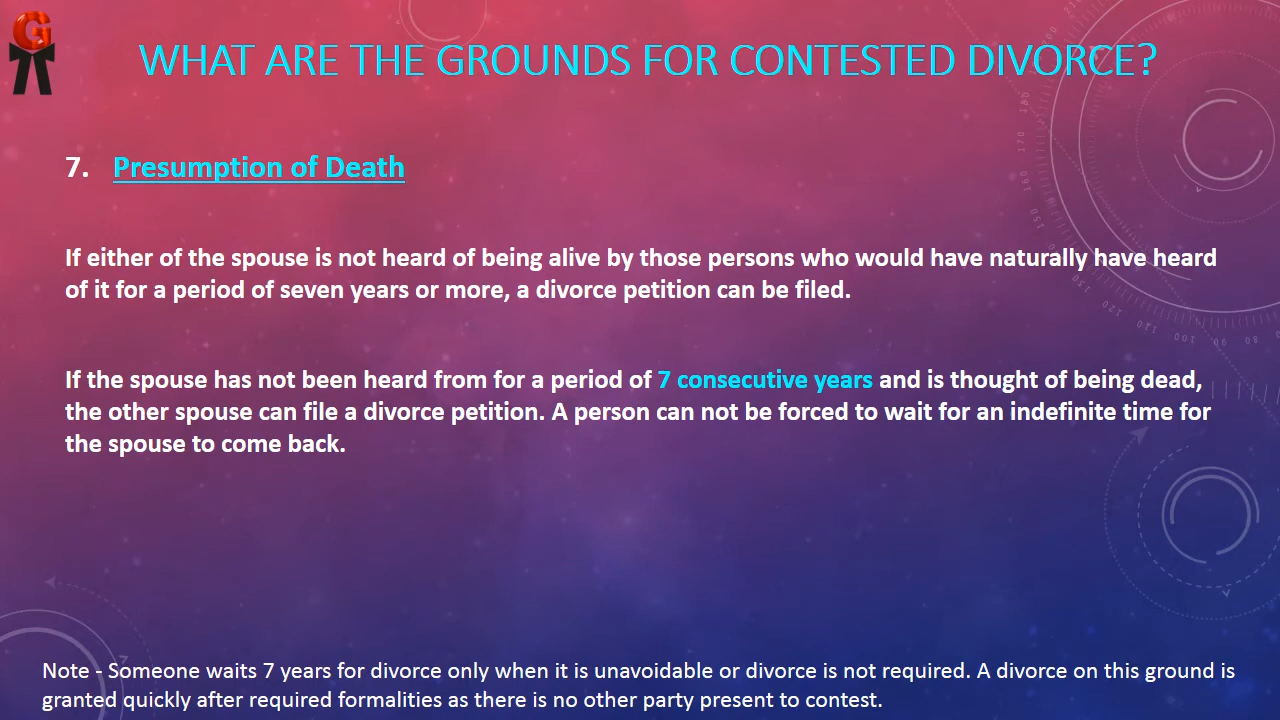 G
WHAT ARE THE GROUNDS FOR CONTESTED DIVORCE?
7. Presumption of Death
If either of the spouse is not heard of being alive by those persons who would have naturally have heard
of it for a period of seven years or more, a divorce petition can be filed.
If the spouse has not been heard from for a period of 7 consecutive years and is thought of being dead,
the other spouse can file a divorce petition. A person can not be forced to wait for an indefinite time for
the spouse to come back.
Note - Someone waits 7 years for divorce only when it is unavoidable or divorce is not required. A divorce on this ground is
granted quickly after required formalities as there is no other party present to contest.